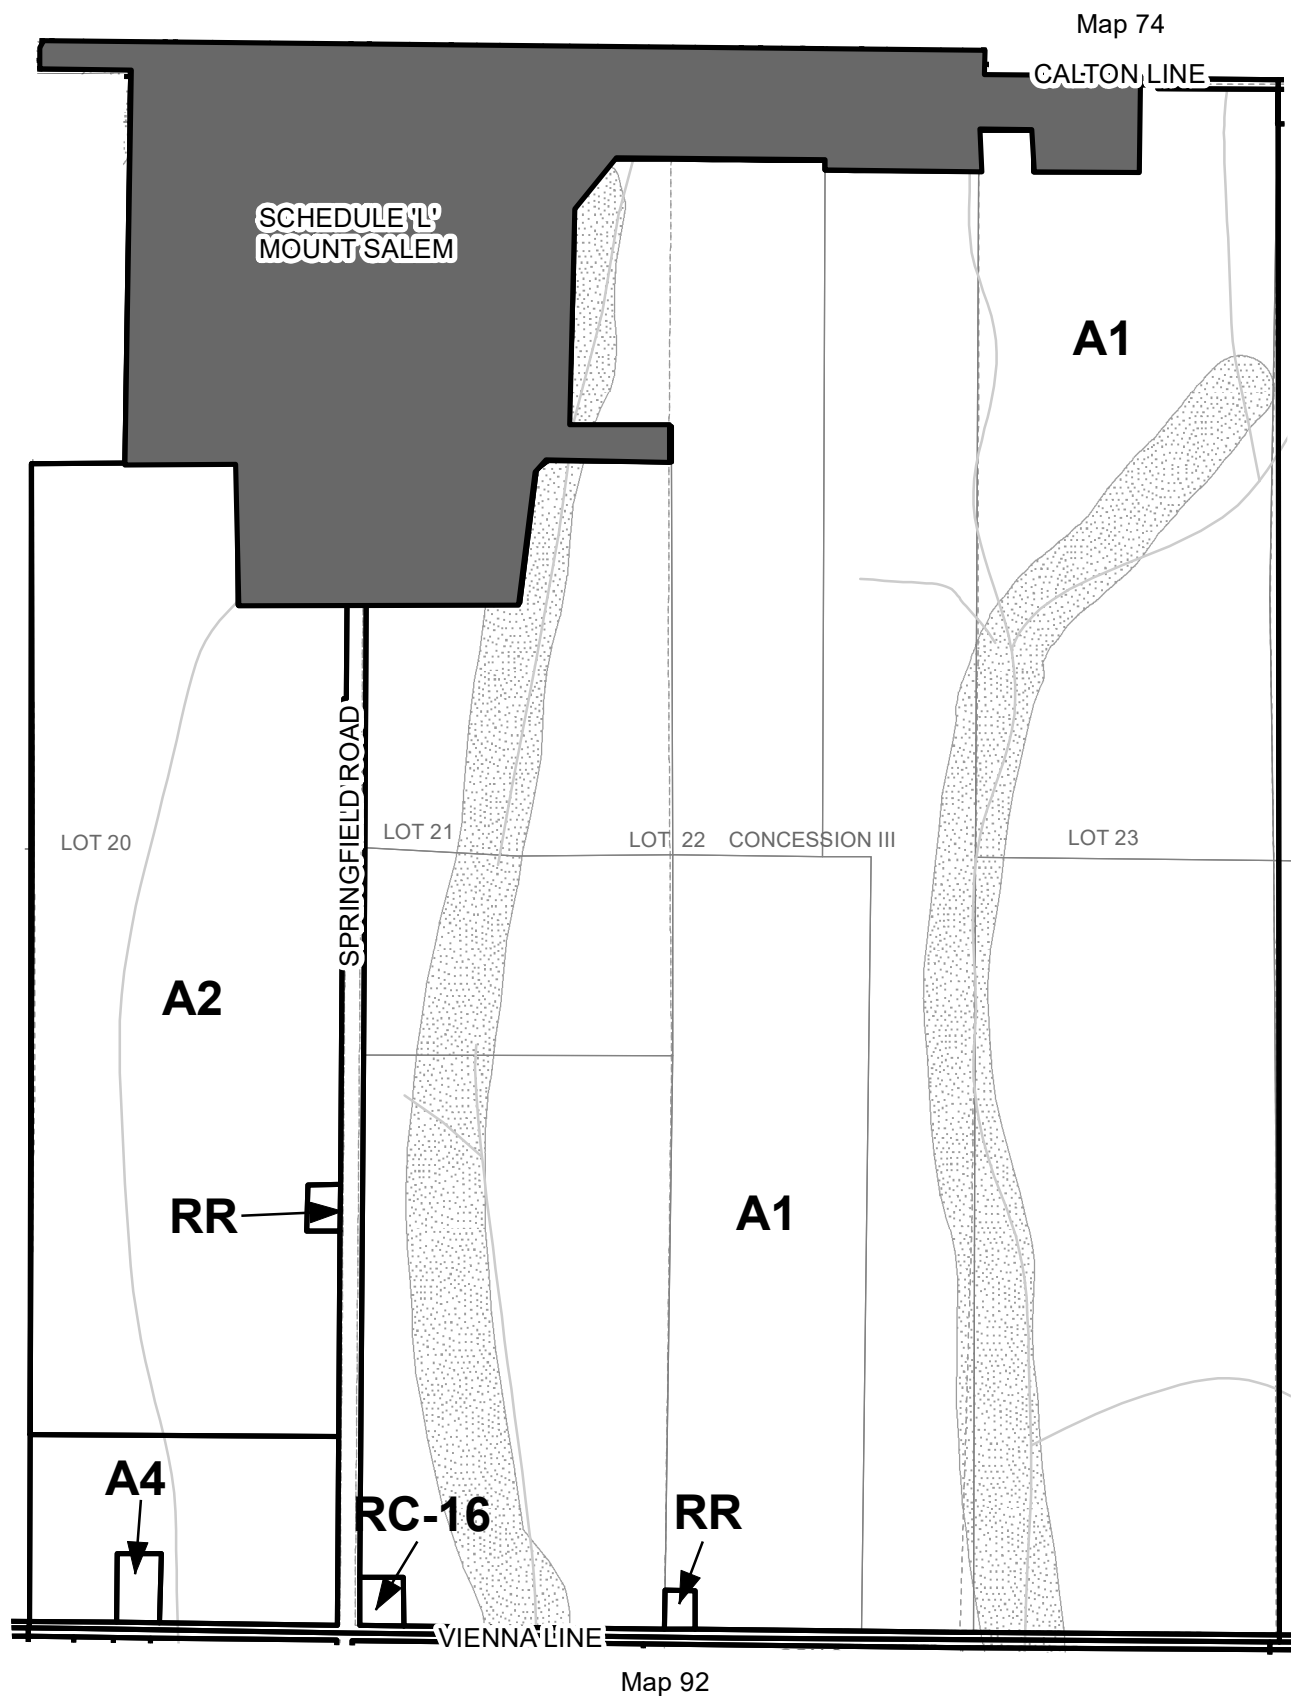 Map 74
CALTON LINE
SCHEDULE 'L'
MOUNT SALEM
A1
SPRINGFIELD ROAD
LOT 20
LOT 21
LOT 22
CONCESSION III
LOT 23
A2
RR
A1
A4
RC-16
RR
VIENNA LINE
Map 92